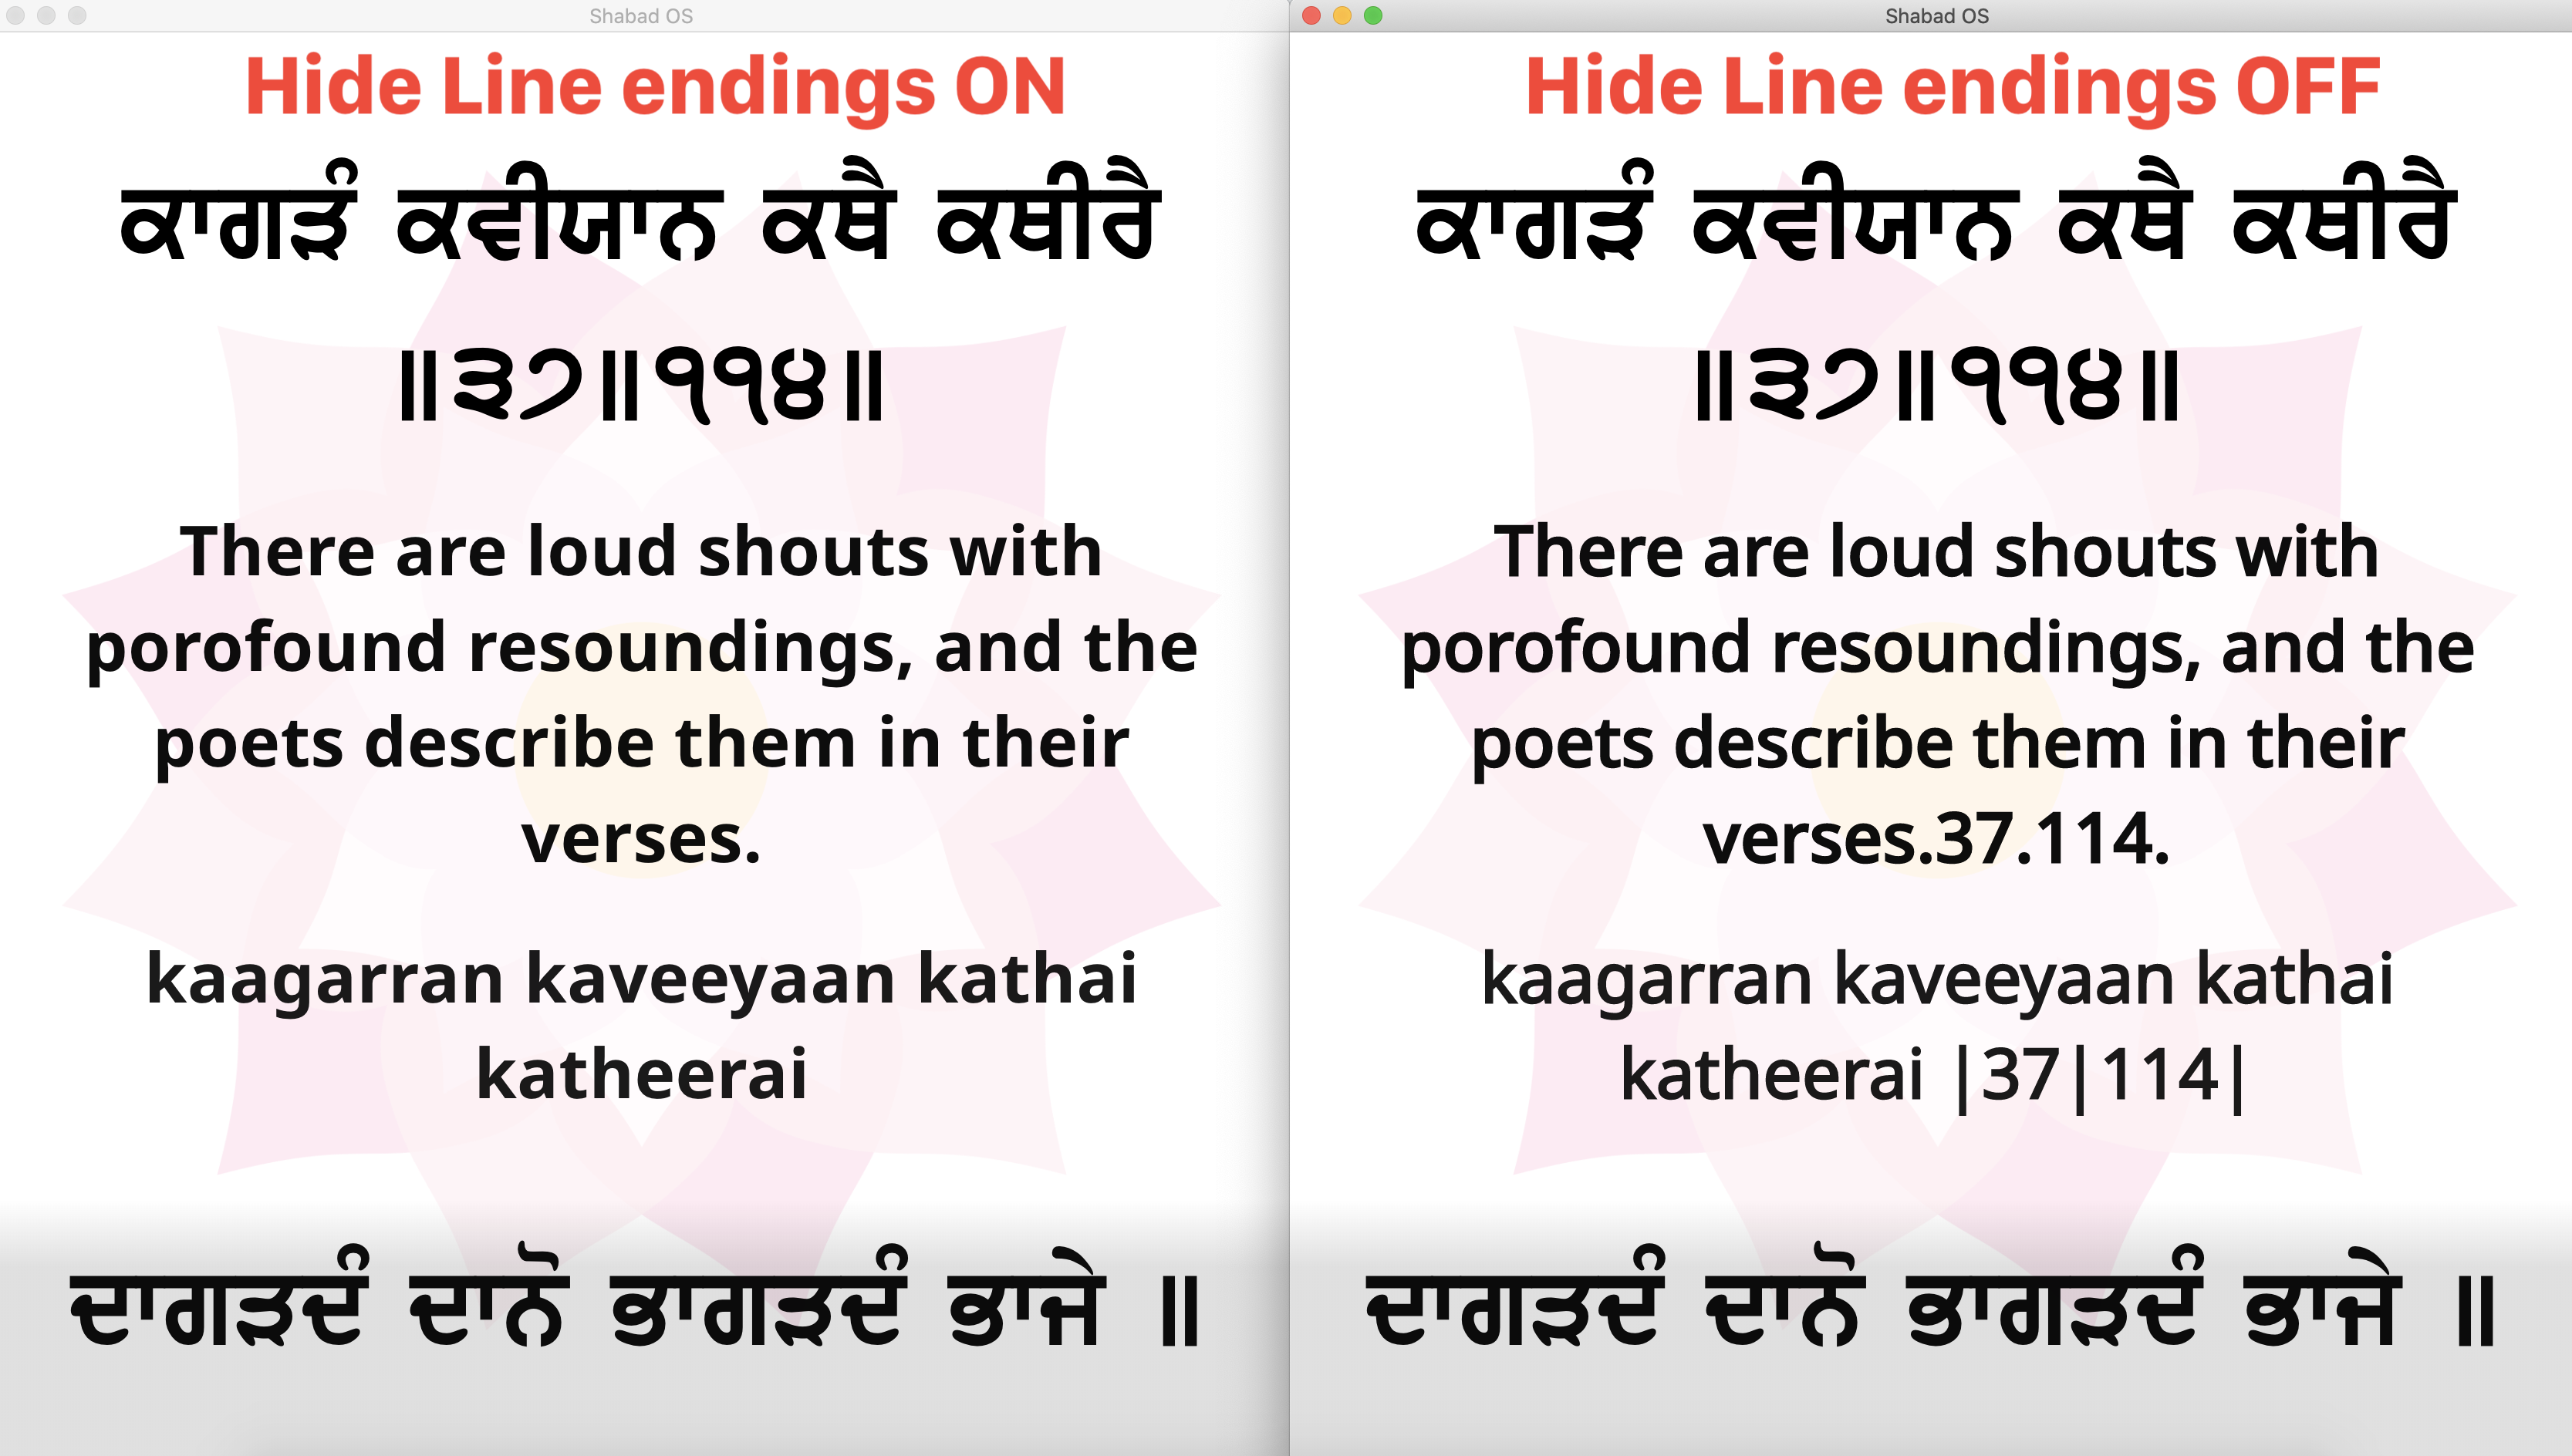 Shabad OS
Hide Line endings ON
ਕਾਗੜੰ ਕਵੀਯਾਨ ਕਥੈ ਕਥੀਰੈ
॥੩੭॥੧੧੪॥
There are loud shouts with
porofound resoundings, and the
poets describe them in their
verses.
kaagarran kaveeyaan kathai
katheerai
ਦਾਗੜਦੰ ਦਾਨੋ ਭਾਗੜਦੰ ਭਾਜੇ ॥
Shabad OS
Hide Line endings OFF
ਕਾਗੜੰ ਕਵੀਯਾਨ ਕਥੈ ਕਥੀਰੈ
॥੩੭॥੧੧੪॥
There are loud shouts with
porofound resoundings, and the
poets describe them in their
verses.37.114.
kaagarran kaveeyaan kathai
katheerai |37|114|
ਦਾਗੜਦੰ ਦਾਨੋ ਭਾਗੜਦੰ ਭਾਜੇ ॥